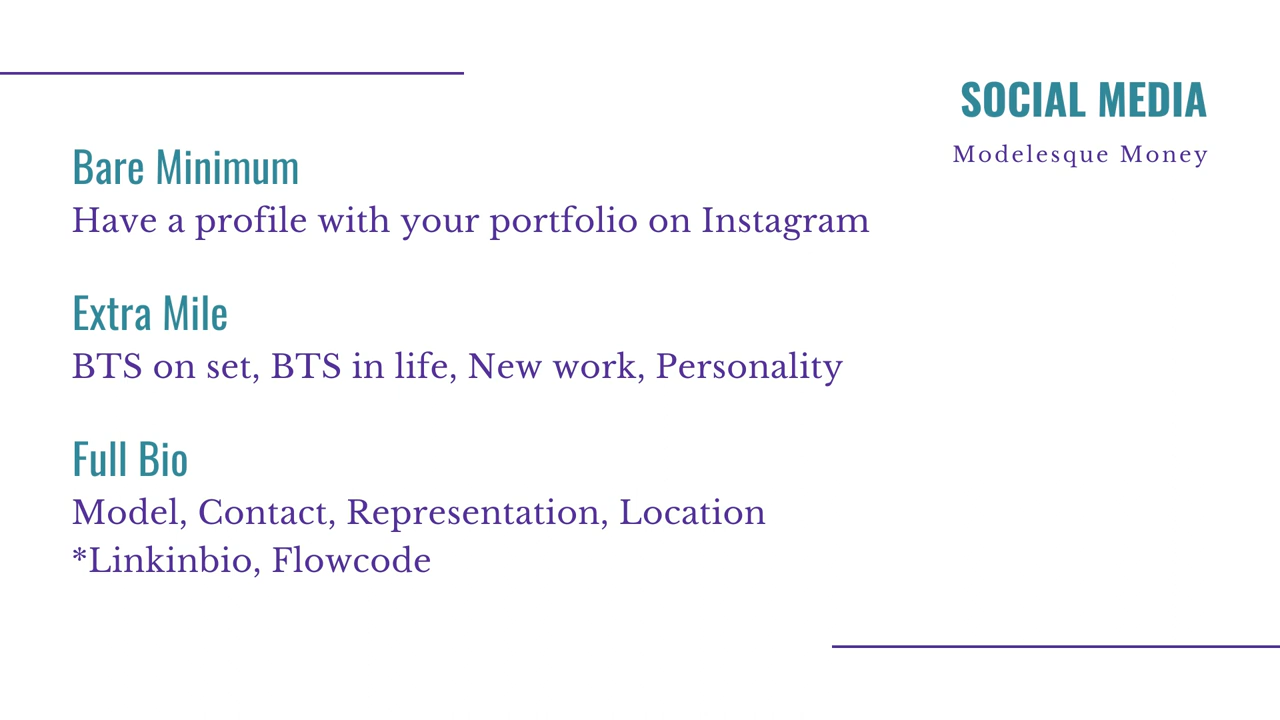 SOCIAL MEDIA
Modelesque Money
Bare Minimum
Have a profile with your portfolio on Instagram
Extra Mile
BTS on set, BTS in life, New work, Personality
Full Bio
Model, Contact, Representation, Location
*Linkinbio, Flowcode